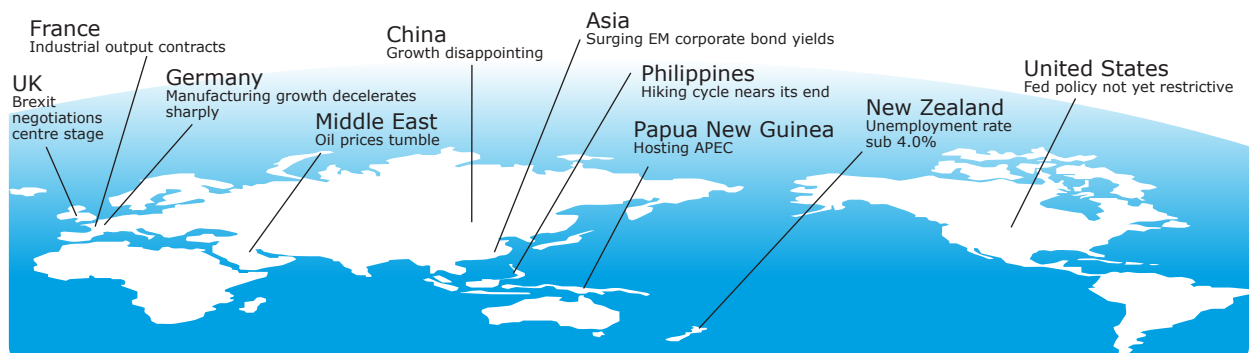 France
Industrial output contracts
UK
Brexit
negotiations
centre stage
Germany
Manufacturing growth decelerates
sharply
Middle East
Oil prices tumble
China
Growth disappointing
Asia
Surging EM corporate bond yields
Philippines
Hiking cycle nears its end
Papua New Guinea
Hosting APEC
New Zealand
Unemployment rate
sub 4.0%
United States
Fed policy not yet restrictive